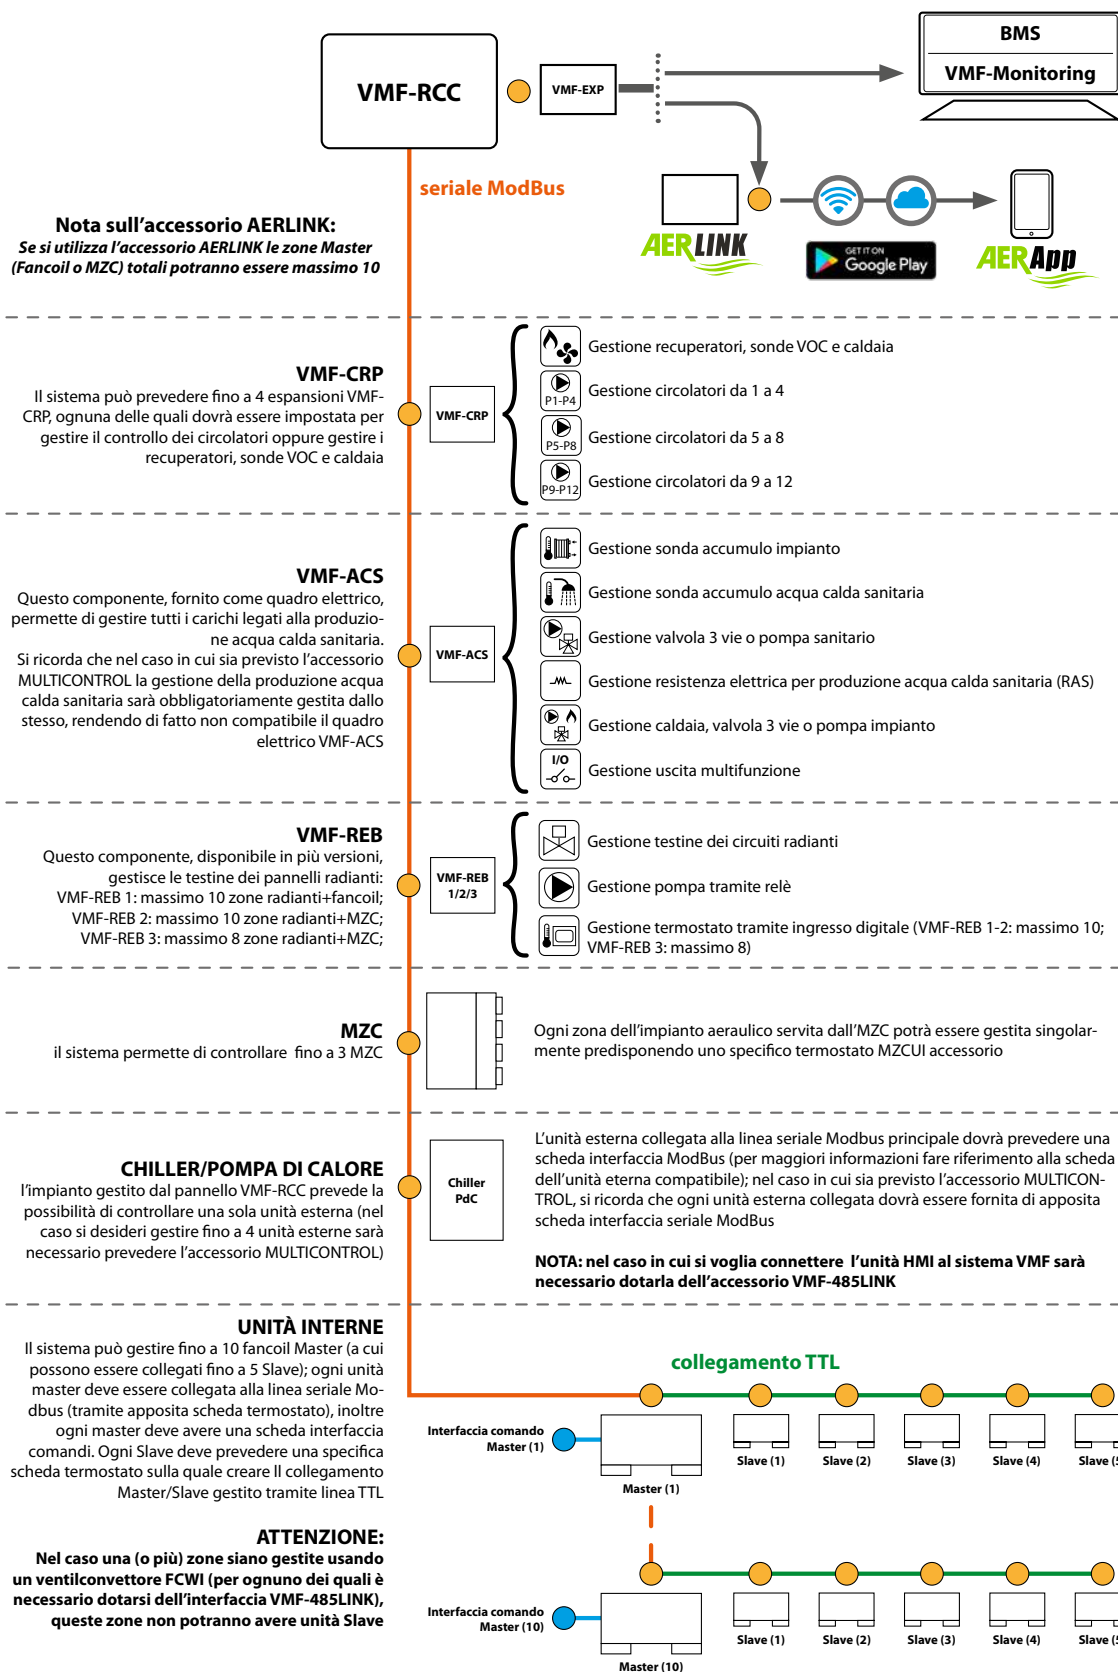 BMS
VMF-Monitoring
VMF-RCC
VMF-EXP
seriale ModBus
Nota sull'accessorio AERLINK:
Se si utilizza l'accessorio AERLINK le zone Master
(Fancoil o MZC) totali potranno essere massimo 10
AERLINK
GET IT ON
Google Play
AERApp
VMF-CRP
Il sistema può prevedere fino a 4 espansioni VMF-
CRP, ognuna delle quali dovrà essere impostata per
gestire il controllo dei circolatori oppure gestire i
recuperatori, sonde VOC e caldaia
VMF-CRP
Gestione recuperatori, sonde VOC e caldaia
P1-P4
Gestione circolatori da 1 a 4
P5-P8
Gestione circolatori da 5 a 8
P9-P12
Gestione circolatori da 9 a 12
VMF-ACS
Questo componente, fornito come quadro elettrico,
permette di gestire tutti i carichi legati alla produzio-
ne acqua calda sanitaria.
Si ricorda che nel caso in cui sia previsto l'accessorio
MULTICONTROL la gestione della produzione acqua
calda sanitaria sarà obbligatoriamente gestita dallo
stesso, rendendo di fatto non compatibile il quadro
elettrico VMF-ACS
VMF-ACS
Gestione sonda accumulo impianto
Gestione sonda accumulo acqua calda sanitaria
Gestione valvola 3 vie o pompa sanitario
Gestione resistenza elettrica per produzione acqua calda sanitaria (RAS)
Gestione caldaia, valvola 3 vie o pompa impianto
I/O
Gestione uscita multifunzione
VMF-REB
Questo componente, disponibile in più versioni,
gestisce le testine dei pannelli radianti:
VMF-REB 1: massimo 10 zone radianti+fancoil;
VMF-REB 2: massimo 10 zone radianti+MZC;
VMF-REB 3: massimo 8 zone radianti+MZC;
VMF-REB
1/2/3
Gestione testine dei circuiti radianti
Gestione pompa tramite relè
Gestione termostato tramite ingresso digitale (VMF-REB 1-2: massimo 10;
VMF-REB 3: massimo 8)
MZC
il sistema permette di controllare fino a 3 MZC
Ogni zona dell'impianto aeraulico servita dall'MZC potrà essere gestita singolar-
mente predisponendo uno specifico termostato MZCUI accessorio
CHILLER/POMPA DI CALORE
l'impianto gestito dal pannello VMF-RCC prevede la
possibilità di controllare una sola unità esterna (nel
caso si desideri gestire fino a 4 unità esterne sarà
necessario prevedere l'accessorio MULTICONTROL)
Chiller
PdC
L'unità esterna collegata alla linea seriale Modbus principale dovrà prevedere una
scheda interfaccia ModBus (per maggiori informazioni fare riferimento alla scheda
dell'unità eterna compatibile); nel caso in cui sia previsto l'accessorio MULTICON-
TROL, si ricorda che ogni unità esterna collegata dovrà essere fornita di apposita
scheda interfaccia seriale ModBus
NOTA: nel caso in cui si voglia connettere l'unità HMI al sistema VMF sarà
necessario dotarla dell'accessorio VMF-485LINK
UNITÀ INTERNE
Il sistema può gestire fino a 10 fancoil Master (a cui
possono essere collegati fino a 5 Slave); ogni unità
master deve essere collegata alla linea seriale Mo-
dbus (tramite apposita scheda termostato), inoltre
ogni master deve avere una scheda interfaccia
comandi. Ogni Slave deve prevedere una specifica
scheda termostato sulla quale creare Il collegamento
Master/Slave gestito tramite linea TTL
collegamento TTL
Interfaccia comando
Master (1)
Master (1)
Slave (1)
Slave (2)
Slave (3)
Slave (4)
Slave (5
ATTENZIONE:
Nel caso una (o più) zone siano gestite usando
un ventilconvettore FCWI (per ognuno dei quali è
necessario dotarsi dell'interfaccia VMF-485LINK),
queste zone non potranno avere unità Slave
Interfaccia comando
Master (10)
Master (10)
Slave (1)
Slave (2)
Slave (3)
Slave (4)
Slave (5